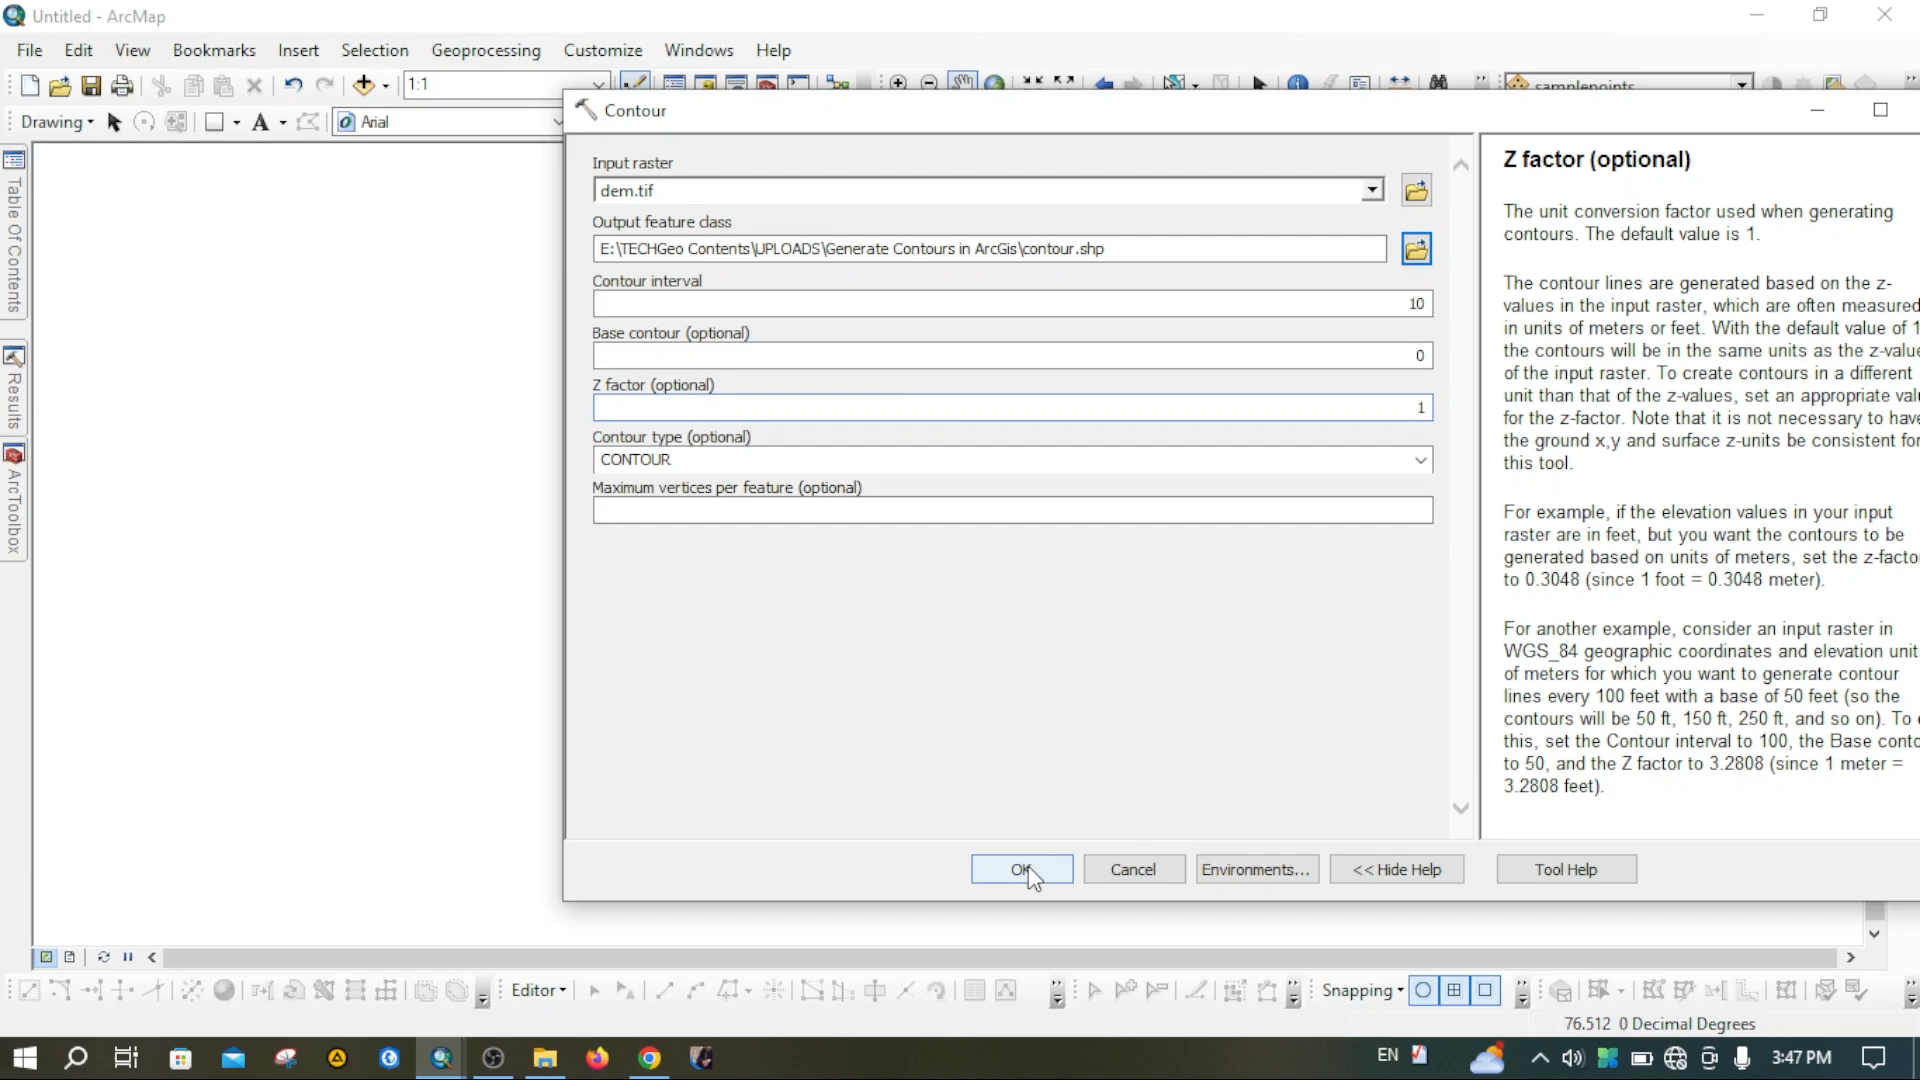 Untitled - ArcMap
File Edit View Bookmarks Insert Selection Geoprocessing Customize Windows Help
1:1
samplepoints
Drawing
Arial
Contour
Table Of Contents
Results
ArcToolbox
Input raster
dem.tif
Output feature class
E:\TECHGeo Contents\UPLOADS\Generate Contours in ArcGis\contour.shp
Contour interval
10
Base contour (optional)
0
Z factor (optional)
1
Contour type (optional)
CONTOUR
Maximum vertices per feature (optional)
OK Cancel Environments... << Hide Help Tool Help
Z factor (optional)
The unit conversion factor used when generating
contours. The default value is 1.
The contour lines are generated based on the z-
values in the input raster, which are often measured
in units of meters or feet. With the default value of 1
the contours will be in the same units as the z-value
of the input raster. To create contours in a different
unit than that of the z-values, set an appropriate valu
for the z-factor. Note that it is not necessary to have
the ground x,y and surface z-units be consistent for
this tool.
For example, if the elevation values in your input
raster are in feet, but you want the contours to be
generated based on units of meters, set the z-facto
to 0.3048 (since 1 foot = 0.3048 meter).
For another example, consider an input raster in
WGS_84 geographic coordinates and elevation unit
of meters for which you want to generate contour
lines every 100 feet with a base of 50 feet (so the
contours will be 50 ft, 150 ft, 250 ft, and so on). To
this, set the Contour interval to 100, the Base conto
to 50, and the Z factor to 3.2808 (since 1 meter =
3.2808 feet).
Editor
Snapping
76.512 0 Decimal Degrees
EN
3:47 PM